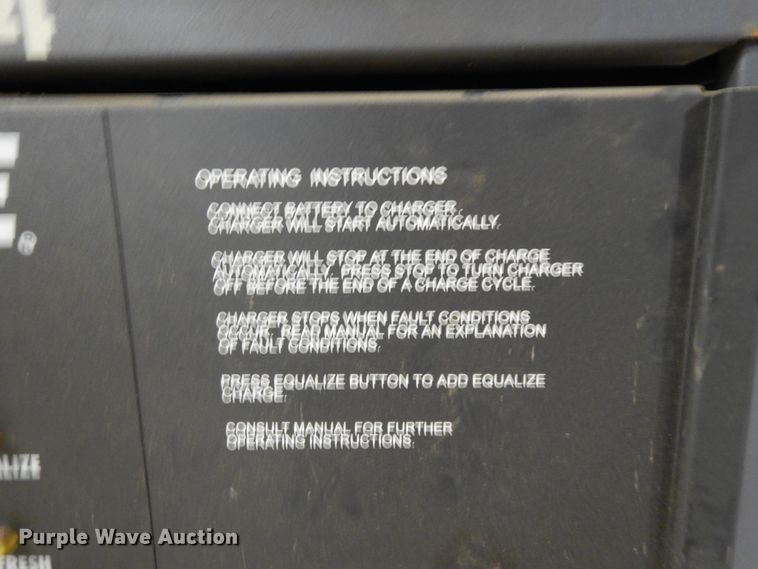 OPERATING INSTRUCTIONS
CONNECT BATTERY TO CHARGER.
CHARGER WILL START AUTOMATICALLY.
CHARGER WILL STOP AT THE END OF CHARGE
AUTOMATICALLY. PRESS STOP TO TURN CHARGER
OFF BEFORE THE END OF A CHARGE CYCLE.
CHARGER STOPS WHEN FAULT CONDITIONS
OCCUR. READ MANUAL FOR AN EXPLANATION
OF FAULT CONDITIONS.
PRESS EQUALIZE BUTTON TO ADD EQUALIZE
CHARGE.
CONSULT MANUAL FOR FURTHER
OPERATING INSTRUCTIONS.
®
Purple Wave Auction